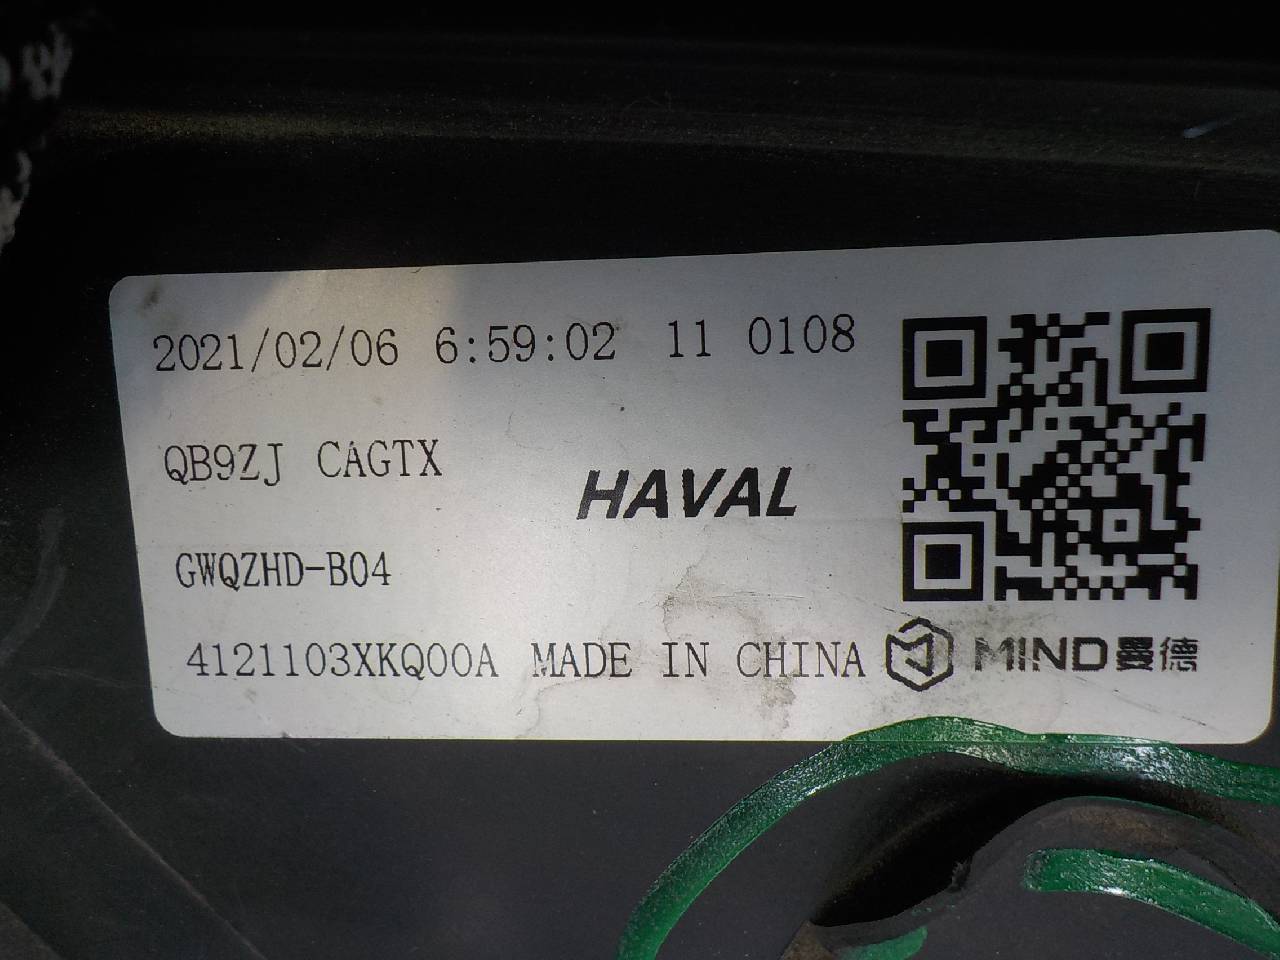 2021/02/06 6:59:02 11 0108
QB9ZJ CAGTX
HAVAL
GWQZHD-B04
4121103XKQ00A MADE IN CHINA MIND曼德